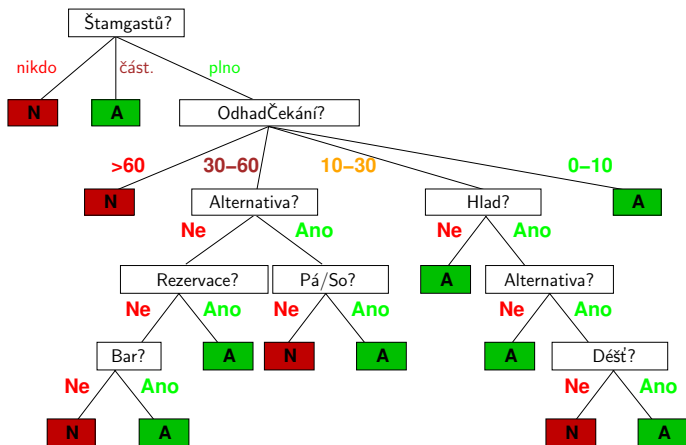 Štamgastů?
nikdo část. plno
N A OdhadČekání?
>60 30–60 10–30 0–10
N Alternativa? Hlad? A
Ne Ano Ne Ano
Rezervace? Pá/So? A Alternativa?
Ne Ano Ne Ano Ne Ano
Bar? A N A A Déšť?
Ne Ano Ne Ano
N A N A